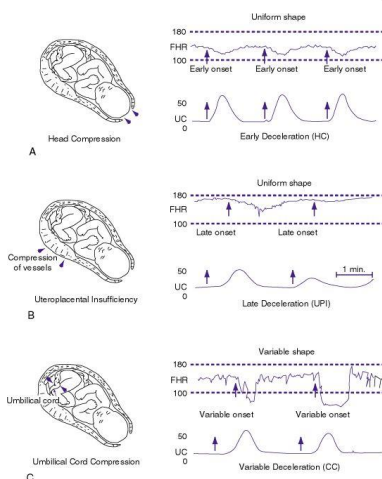 Uniform shape
180
FHR
100
Early onset Early onset Early onset
50
UC
0
Head Compression
Early Deceleration (HC)
A
Uniform shape
180
FHR
100
Late onset Late onset
Compression
of vessels
1 min.
50
UC
0
Uteroplacental Insufficiency
Late Deceleration (UPI)
B
Variable shape
180
FHR
100
Umbilical cord
Variable onset Variable onset
50
UC
0
Umbilical Cord Compression
Variable Deceleration (CC)
C